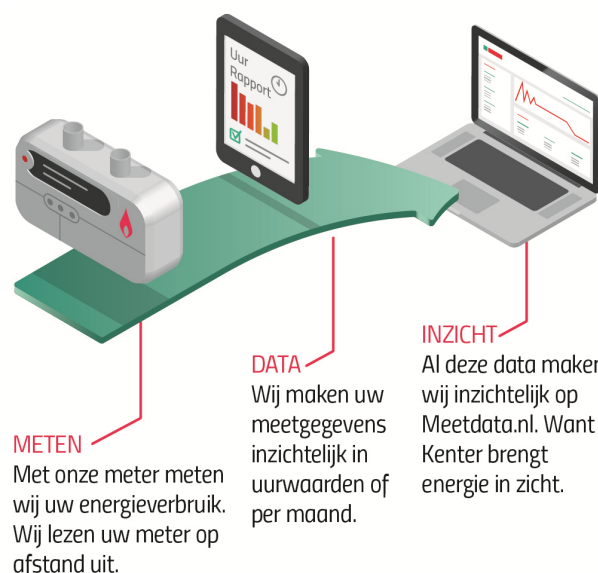 Uur
Rapport
METEN
Met onze meter meten
wij uw energieverbruik.
Wij lezen uw meter op
afstand uit.
DATA
Wij maken uw
meetgegevens
inzichtelijk in
uurwaarden of
per maand.
INZICHT
Al deze data maken
wij inzichtelijk op
Meetdata.nl. Want
Kenter brengt
energie in zicht.